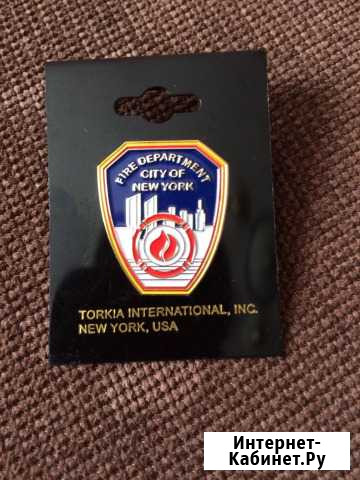 FIRE DEPARTMENT
CITY OF
NEW YORK
TORKIA INTERNATIONAL, INC.
NEW YORK, USA
Интернет-
Кабинет.Ру